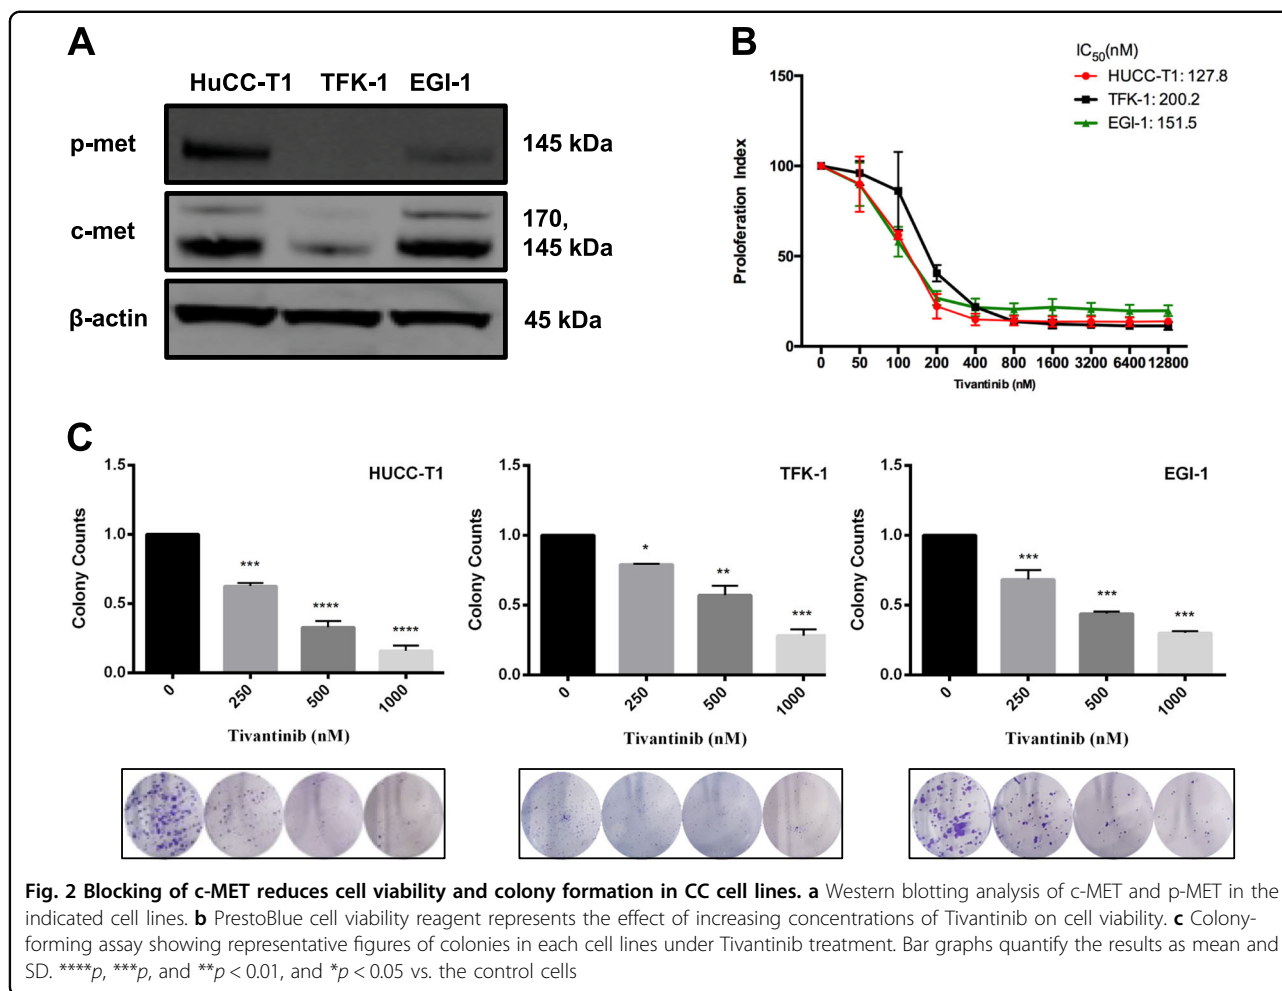 A
HuCC-T1 TFK-1 EGI-1
p-met 145 kDa
c-met 170,
145 kDa
β-actin 45 kDa
B
IC50(nM)
HUCC-T1: 127.8
TFK-1: 200.2
EGI-1: 151.5
150
100
50
0
Proloferation Index
0 50 100 200 400 800 1600 3200 6400 12800
Tivantinib (nM)
C
HUCC-T1
1.5
1.0
0.5
0.0
Colony Counts
*** **** ****
0 250 500 1000
Tivantinib (nM)
TFK-1
1.5
1.0
0.5
0.0
Colony Counts
* ** ***
0 250 500 1000
Tivantinib (nM)
EGI-1
1.5
1.0
0.5
0.0
Colony Counts
*** *** ***
0 250 500 1000
Tivantinib (nM)
Fig. 2 Blocking of c-MET reduces cell viability and colony formation in CC cell lines. a Western blotting analysis of c-MET and p-MET in the
indicated cell lines. b PrestoBlue cell viability reagent represents the effect of increasing concentrations of Tivantinib on cell viability. c Colony-
forming assay showing representative figures of colonies in each cell lines under Tivantinib treatment. Bar graphs quantify the results as mean and
SD. ****p, ***p, and **p < 0.01, and *p < 0.05 vs. the control cells